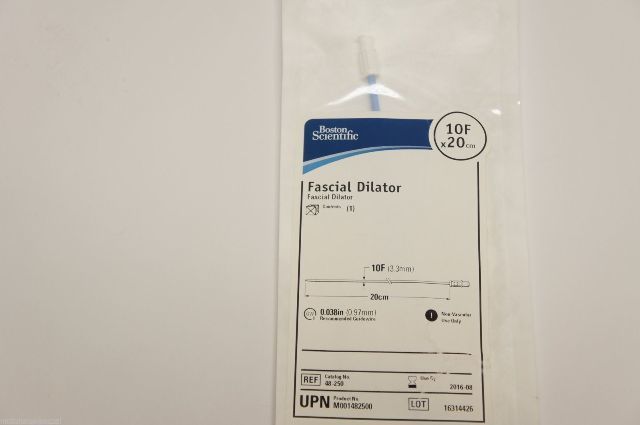 Boston
Scientific
10F
x20cm
Fascial Dilator
Fascial Dilator
Contents (1)
10F (3.3mm)
20cm
0.038in (0.97mm)
Recommended Guidewire
! Non-Vascular
Use Only
REF Catalog No.
48-250
Use By
2016-08
UPN Product No.
M001482500
LOT 16314426